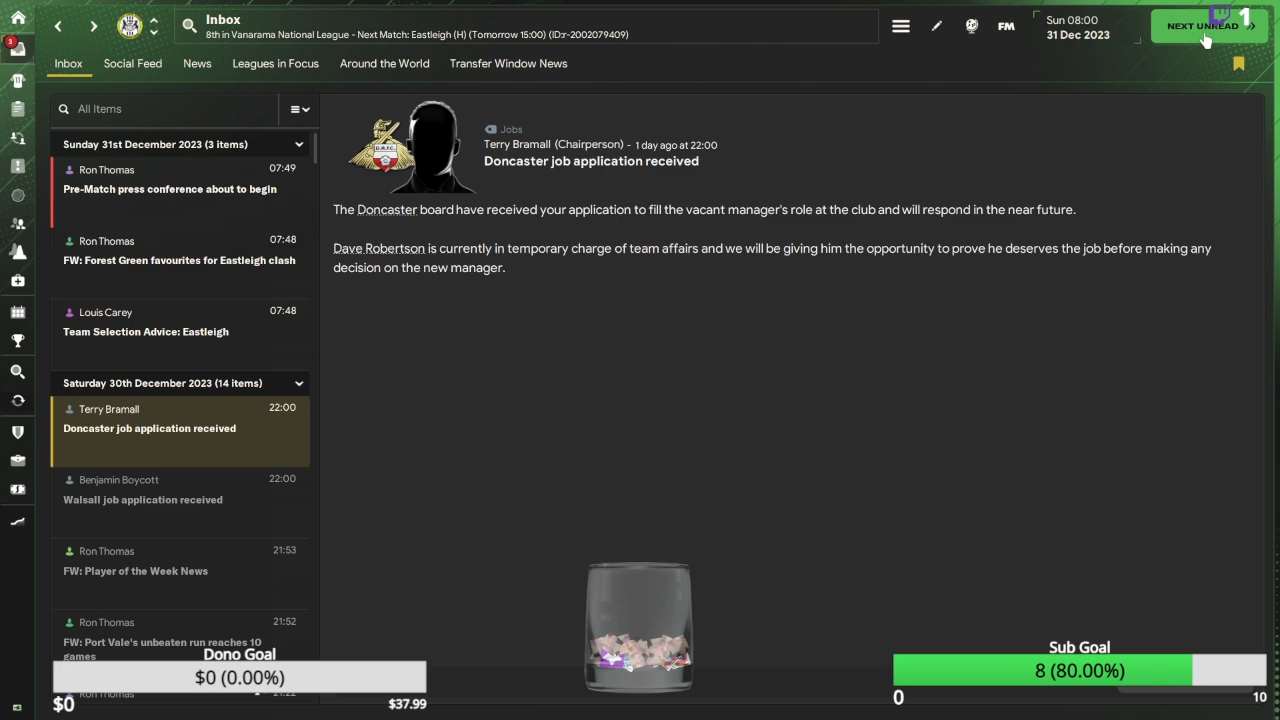 Inbox
8th in Vanarama National League - Next Match: Eastleigh (H) (Tomorrow 15:00) (IDr-2002079409)
FM
Sun 08:00
31 Dec 2023
NEXT UNREAD
1
3
Inbox
Social Feed
News
Leagues in Focus
Around the World
Transfer Window News
All Items
Sunday 31st December 2023 (3 items)
Ron Thomas 07:49
Pre-Match press conference about to begin
Ron Thomas 07:48
FW: Forest Green favourites for Eastleigh clash
Louis Carey 07:48
Team Selection Advice: Eastleigh
Saturday 30th December 2023 (14 items)
Terry Bramall 22:00
Doncaster job application received
Benjamin Boycott 22:00
Walsall job application received
Ron Thomas 21:53
FW: Player of the Week News
Ron Thomas 21:52
FW: Port Vale's unbeaten run reaches 10
games
Ron Thomas 21:22
Jobs
Terry Bramall (Chairperson) - 1 day ago at 22:00
Doncaster job application received
The Doncaster board have received your application to fill the vacant manager's role at the club and will respond in the near future.
Dave Robertson is currently in temporary charge of team affairs and we will be giving him the opportunity to prove he deserves the job before making any
decision on the new manager.
D.R.F.C.
Dono Goal
$0 (0.00%)
$0
$37.99
Sub Goal
8 (80.00%)
0
10